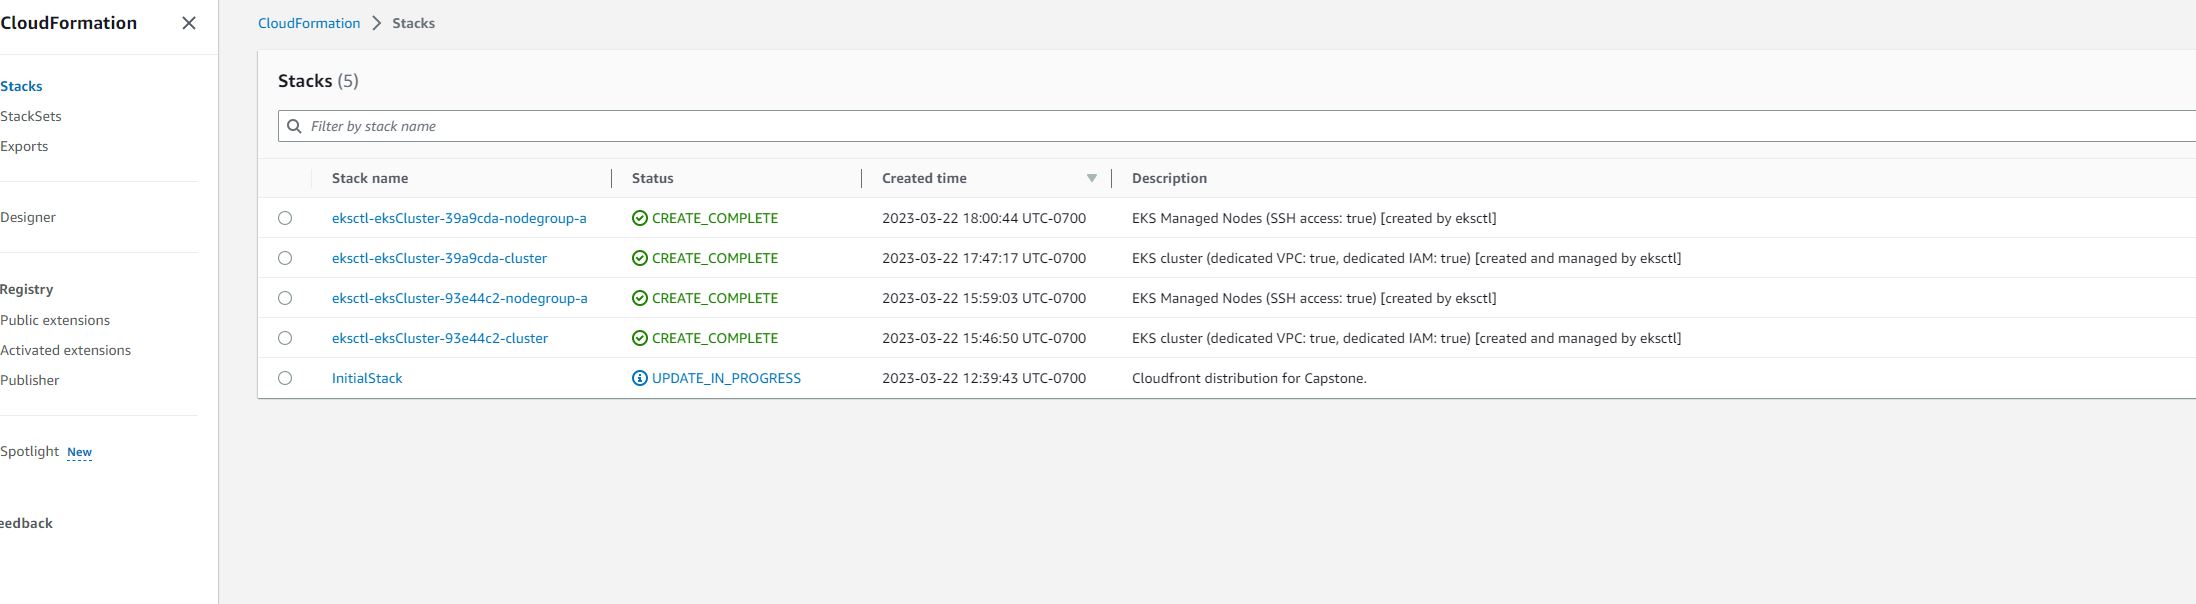 CloudFormation
Stacks
StackSets
Exports
Designer
Registry
Public extensions
Activated extensions
Publisher
Spotlight New
eedback
CloudFormation > Stacks
Stacks (5)
Filter by stack name
Stack name Status Created time Description
eksctl-eksCluster-39a9cda-nodegroup-a CREATE_COMPLETE 2023-03-22 18:00:44 UTC-0700 EKS Managed Nodes (SSH access: true) [created by eksctl]
eksctl-eksCluster-39a9cda-cluster CREATE_COMPLETE 2023-03-22 17:47:17 UTC-0700 EKS cluster (dedicated VPC: true, dedicated IAM: true) [created and managed by eksctl]
eksctl-eksCluster-93e44c2-nodegroup-a CREATE_COMPLETE 2023-03-22 15:59:03 UTC-0700 EKS Managed Nodes (SSH access: true) [created by eksctl]
eksctl-eksCluster-93e44c2-cluster CREATE_COMPLETE 2023-03-22 15:46:50 UTC-0700 EKS cluster (dedicated VPC: true, dedicated IAM: true) [created and managed by eksctl]
InitialStack UPDATE_IN_PROGRESS 2023-03-22 12:39:43 UTC-0700 Cloudfront distribution for Capstone.